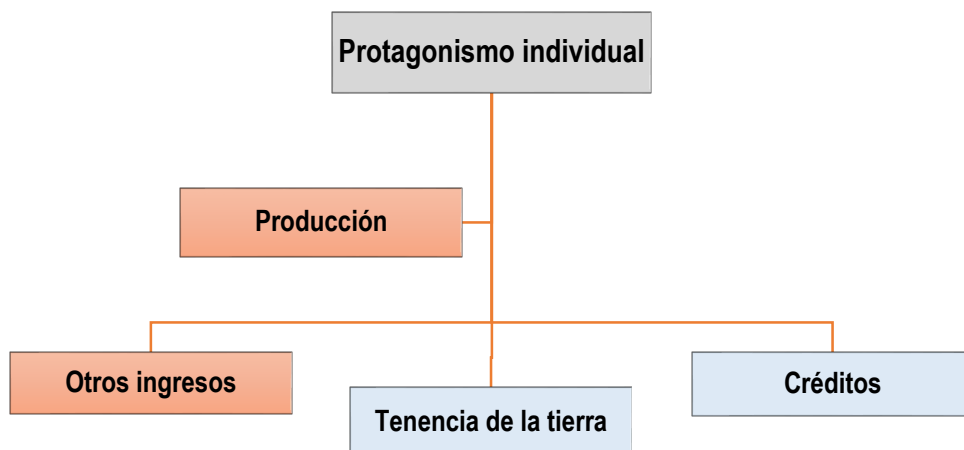 Protagonismo individual
Producción
Otros ingresos
Tenencia de la tierra
Créditos